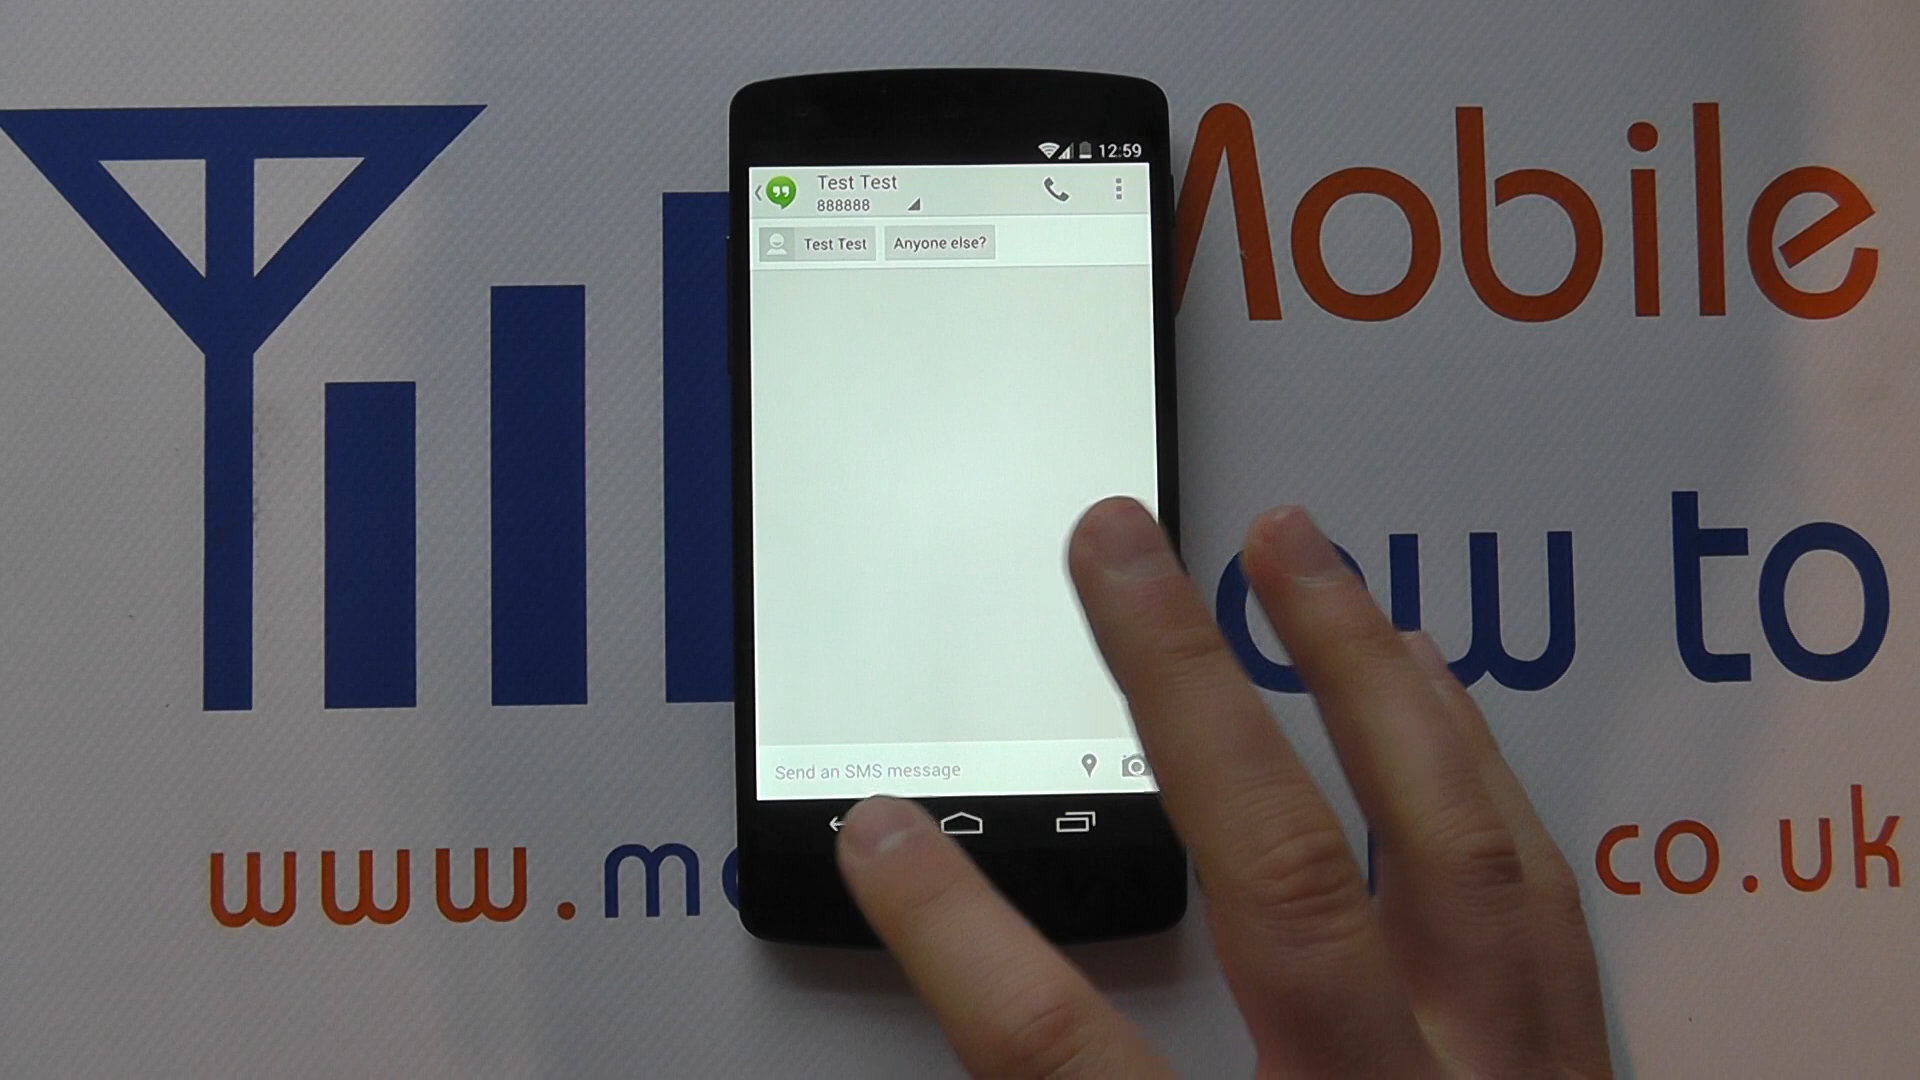 12:59
Test Test
888888
Test Test Anyone else?
Send an SMS message
Mobile
to
www.
co.uk